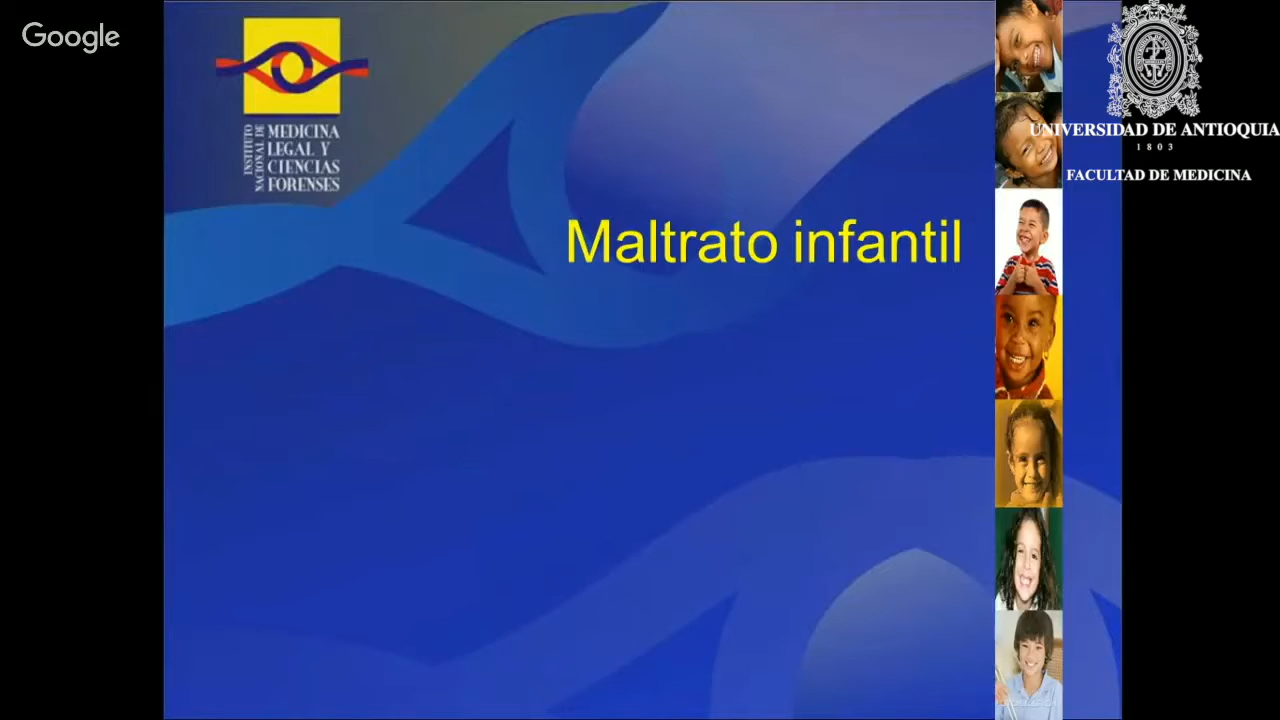 Google
INSTITUTO
NACIONAL DE
MEDICINA
LEGAL Y
CIENCIAS
FORENSES
UNIVERSIDAD DE ANTIOQUIA
1803
FACULTAD DE MEDICINA
Maltrato infantil